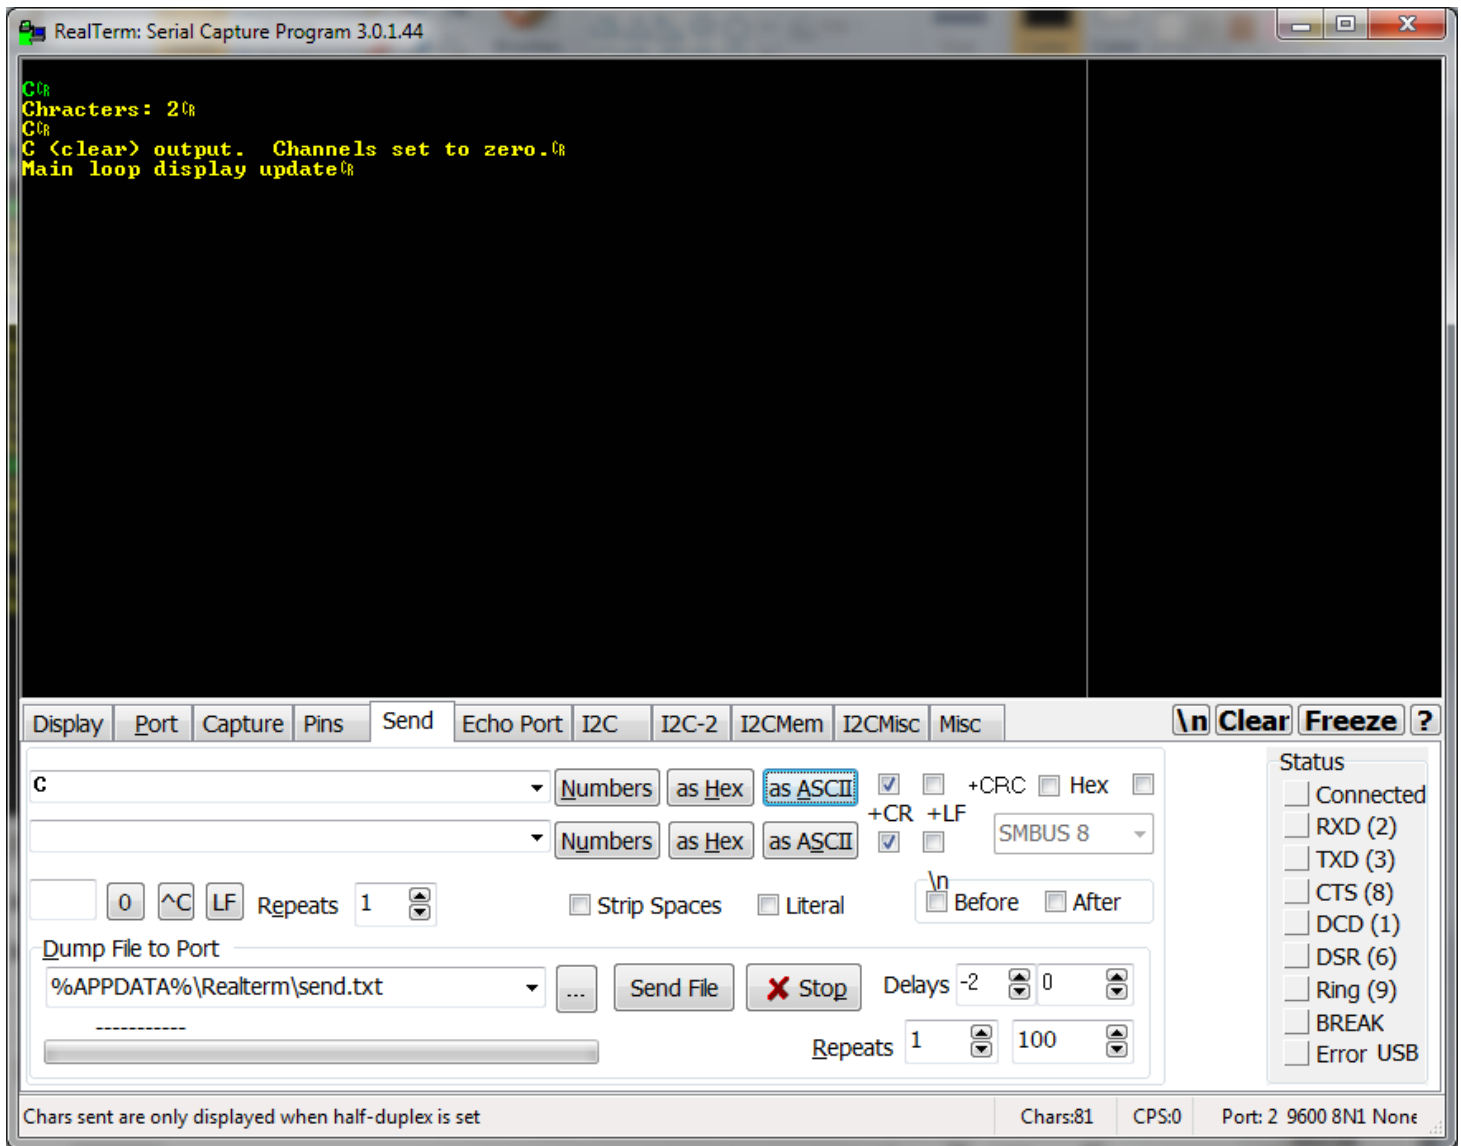 RealTerm: Serial Capture Program 3.0.1.44
CCR
Chracters: 2CR
CCR
C (clear) output.  Channels set to zero.CR
Main loop display updateCR
Display Port Capture Pins Send Echo Port I2C I2C-2 I2CMem I2CMisc Misc \n Clear Freeze ?
C Numbers as Hex as ASCII +CRC Hex
+CR +LF
Numbers as Hex as ASCII SMBUS 8
0 ^C LF Repeats 1 Strip Spaces Literal \n Before After
Dump File to Port
%APPDATA%\Realterm\send.txt ... Send File Stop Delays -2 0
-----------
Repeats 1 100
Status
Connected
RXD (2)
TXD (3)
CTS (8)
DCD (1)
DSR (6)
Ring (9)
BREAK
Error USB
Chars sent are only displayed when half-duplex is set Chars:81 CPS:0 Port: 2 9600 8N1 None